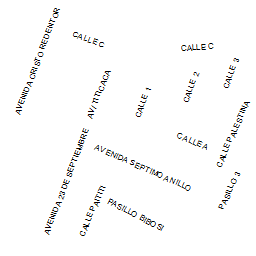 AVENIDA CRISTO REDENTOR
CALLE C
CALLE C
AV/ TITICACA
CALLE 1
CALLE 2
CALLE 3
CALLE A
CALLE PALESTINA
AVENIDA 23 DE SEPTIEMBRE
AVENIDA SEPTIMO ANILLO
CALLE PAITITI
PASILLO BIBOSI
PASILLO 3